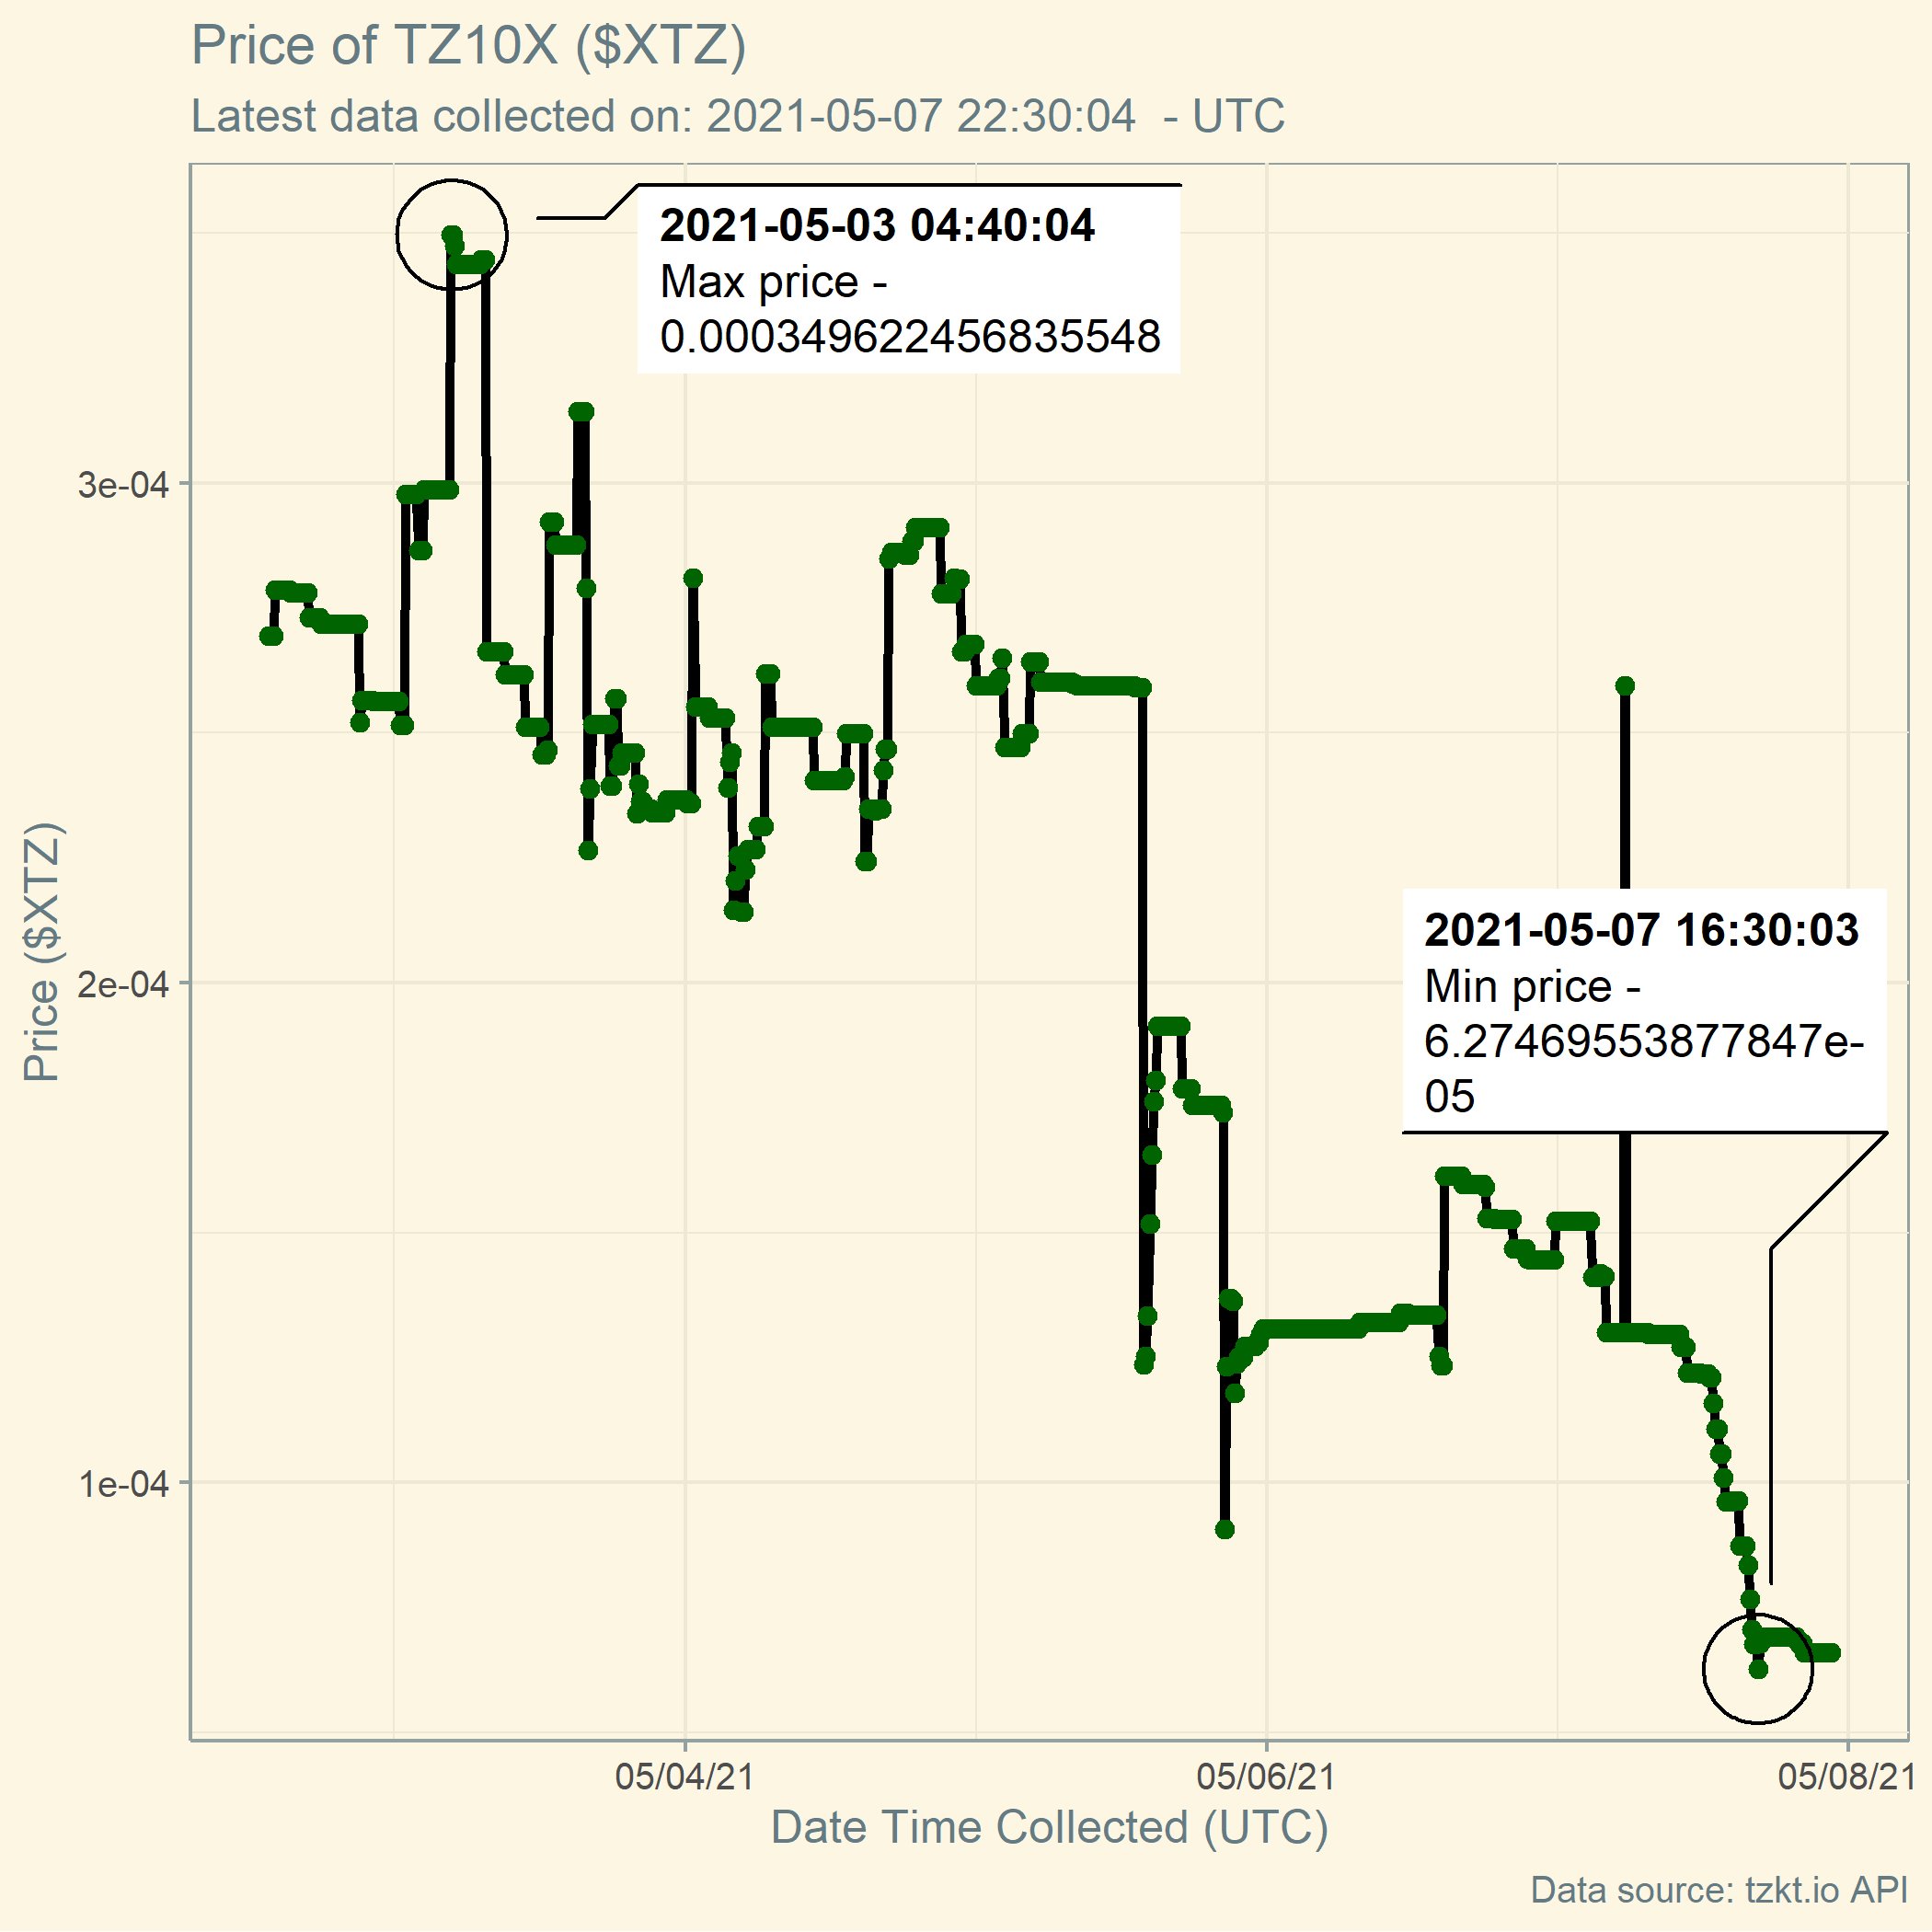 Price of TZ10X ($XTZ)
Latest data collected on: 2021-05-07 22:30:04  - UTC
2021-05-03 04:40:04
Max price -
0.000349622456835548
3e-04
Price ($XTZ)
2e-04
2021-05-07 16:30:03
Min price -
6.27469553877847e-
05
1e-04
05/04/21
05/06/21
05/08/21
Date Time Collected (UTC)
Data source: tzkt.io API